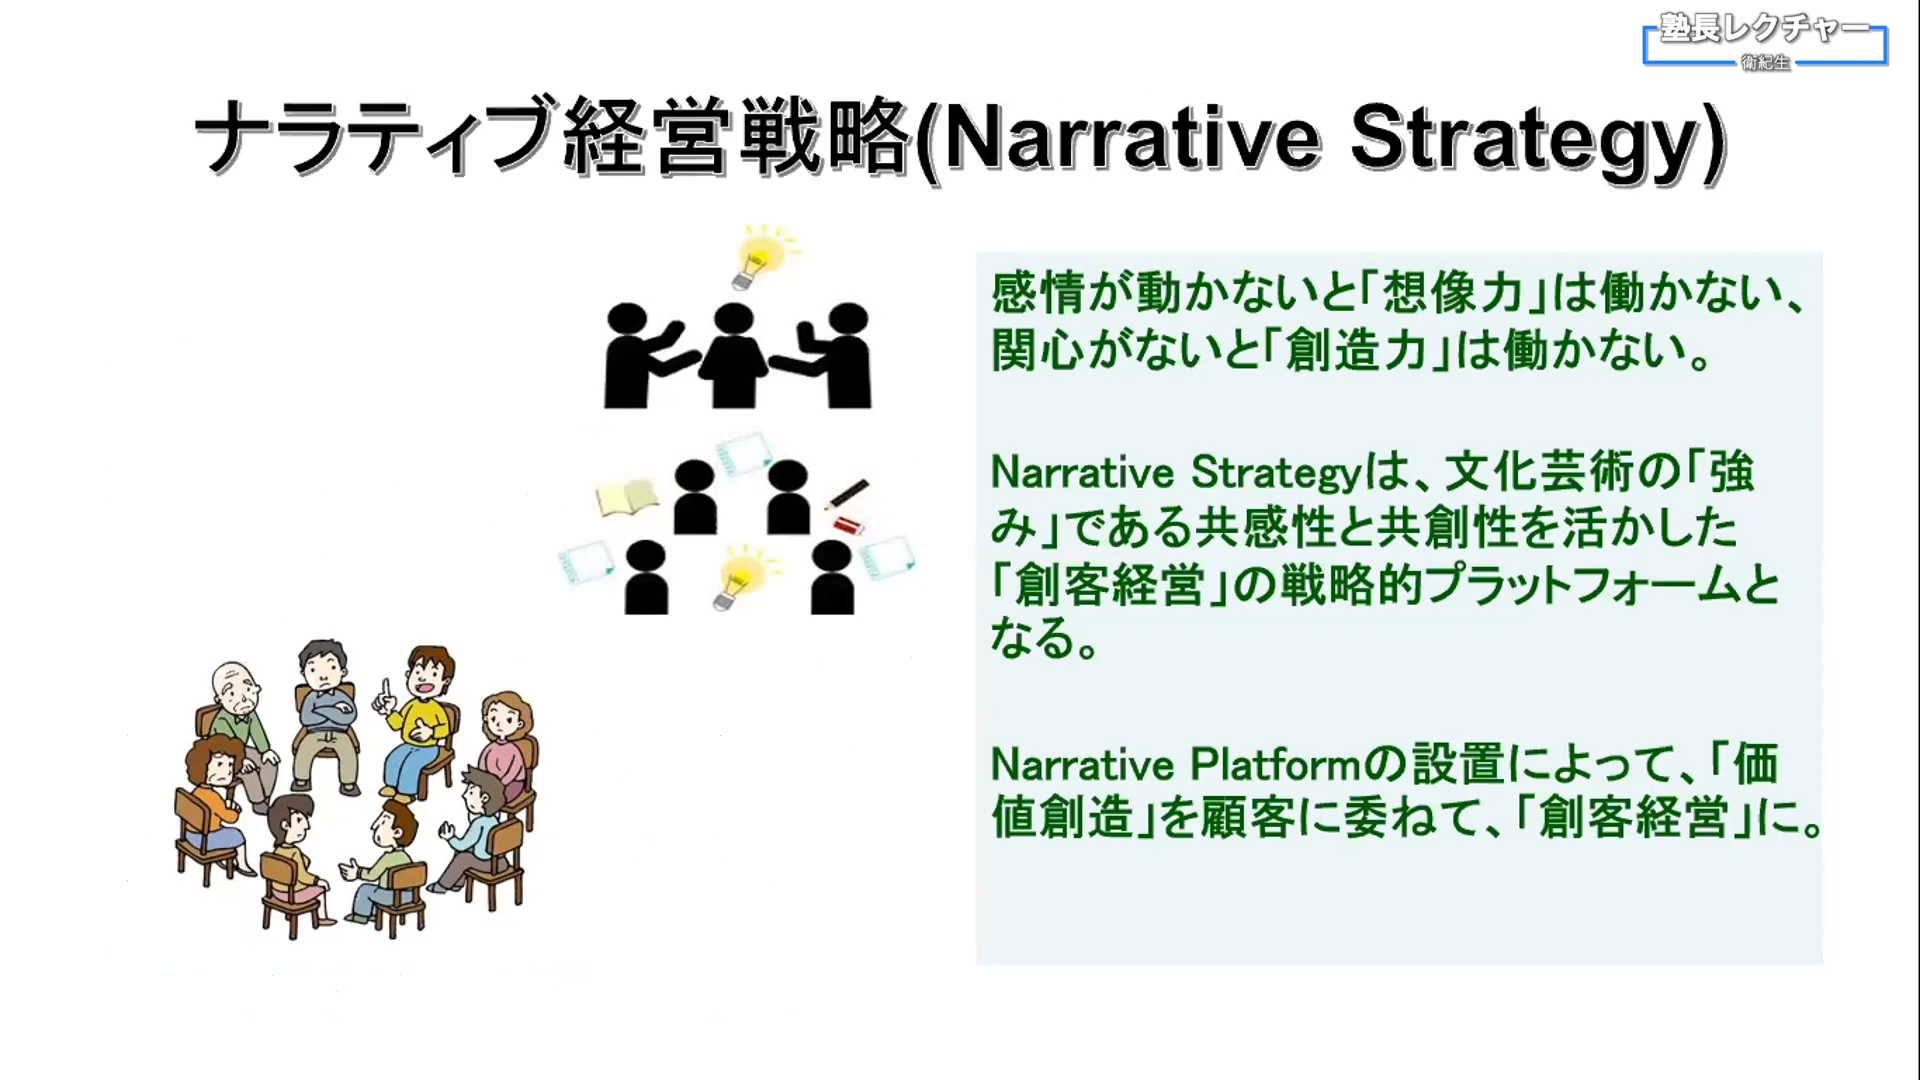 塾長レクチャー
衛紀生
ナラティブ経営戦略(Narrative Strategy)
感情が動かないと「想像力」は働かない、
関心がないと「創造力」は働かない。
Narrative Strategyは、文化芸術の「強
み」である共感性と共創性を活かした
「創客経営」の戦略的プラットフォームと
なる。
Narrative Platformの設置によって、「価
値創造」を顧客に委ねて、「創客経営」に。